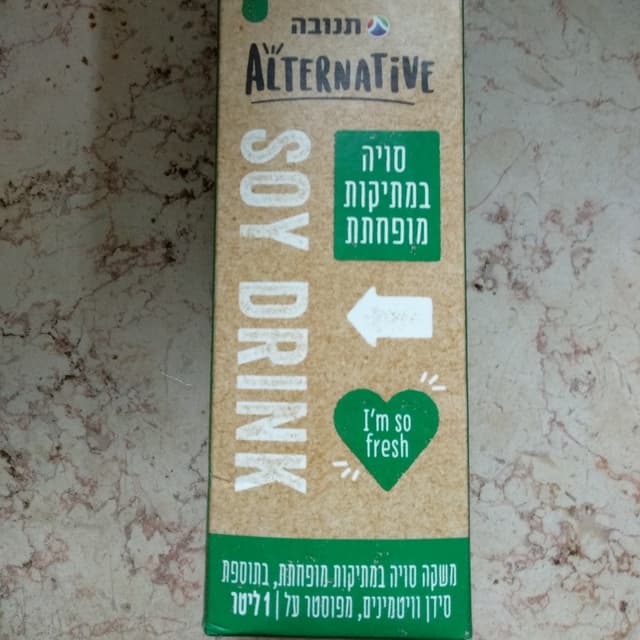 תנובה
ALTERNATIVE
SOY DRINK
סויה
במתיקות
מופחתת
I'm so
fresh
משקה סויה במתיקות מופחתת, בתוספת
סידן וויטמינים, מפוסטר על | 1 ליטר